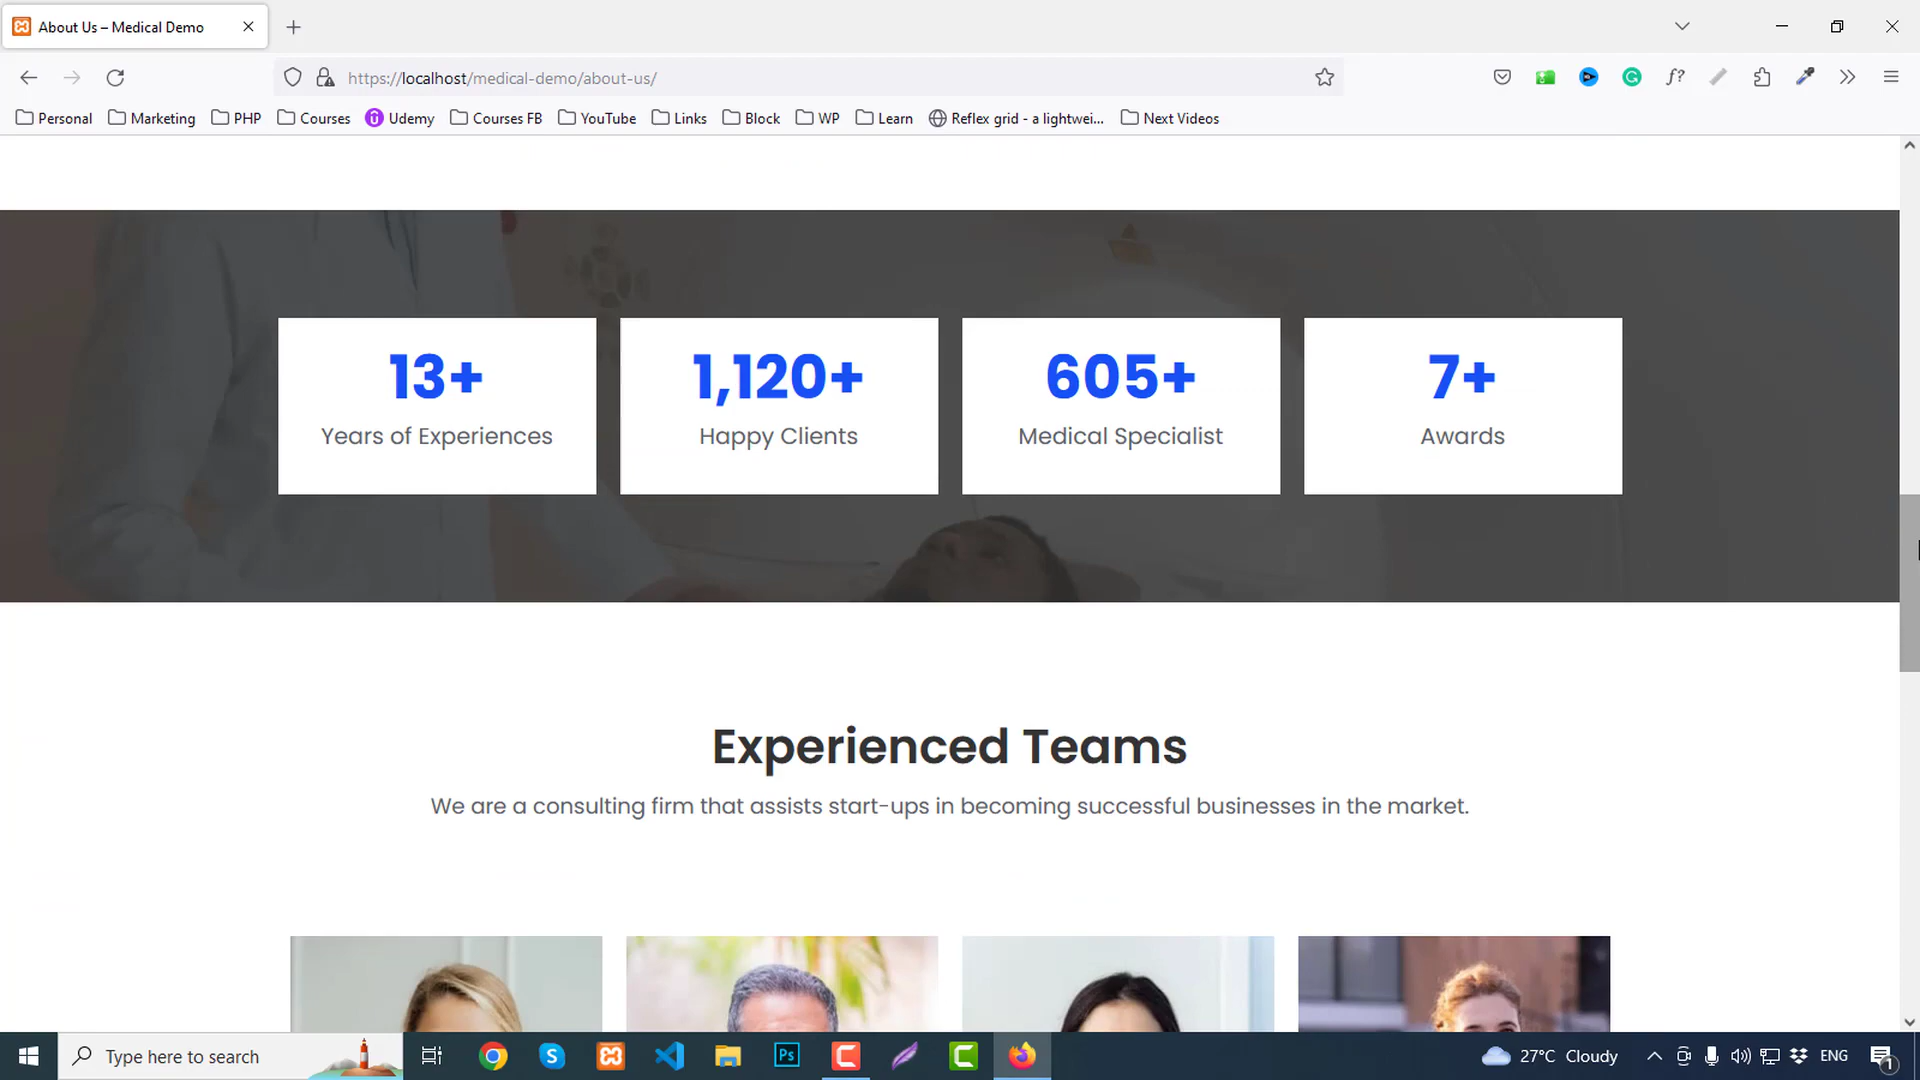 About Us – Medical Demo
https://localhost/medical-demo/about-us/
f?
Personal Marketing PHP Courses Udemy Courses FB YouTube Links Block WP Learn Reflex grid - a lightwei... Next Videos
13+ 1,120+ 605+ 7+
Years of Experiences Happy Clients Medical Specialist Awards
Experienced Teams
We are a consulting firm that assists start-ups in becoming successful businesses in the market.
Type here to search Ps 27°C Cloudy ENG 1